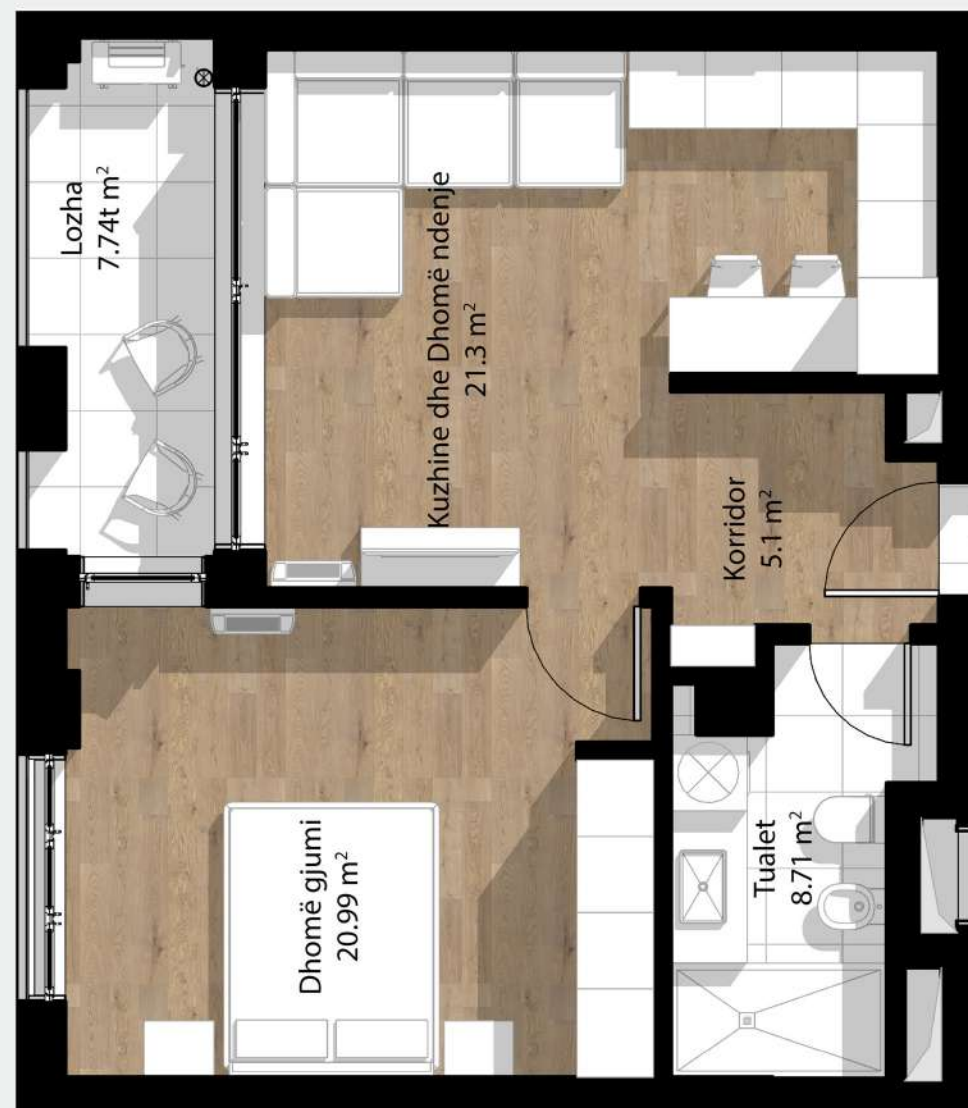 Lozha
7.74t m²
Kuzhine dhe Dhomë ndenje
21.3 m²
Korridor
5.1 m²
Dhomë gjumi
20.99 m²
Tualet
8.71 m²